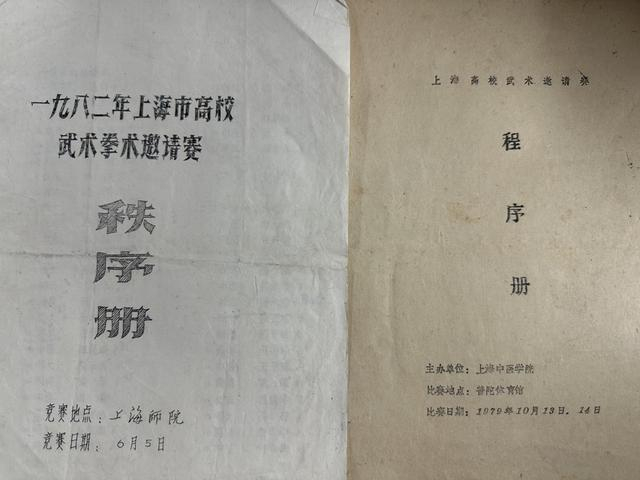 一九八二年上海市高校
武术拳术邀请赛
秩
序
册
竞赛地点：上海师院
竞赛日期：6月5日
上海高校武术邀请赛
程
序
册
主办单位：上海中医学院
比赛地点：普陀体育馆
比赛日期：1979年10月13．14日